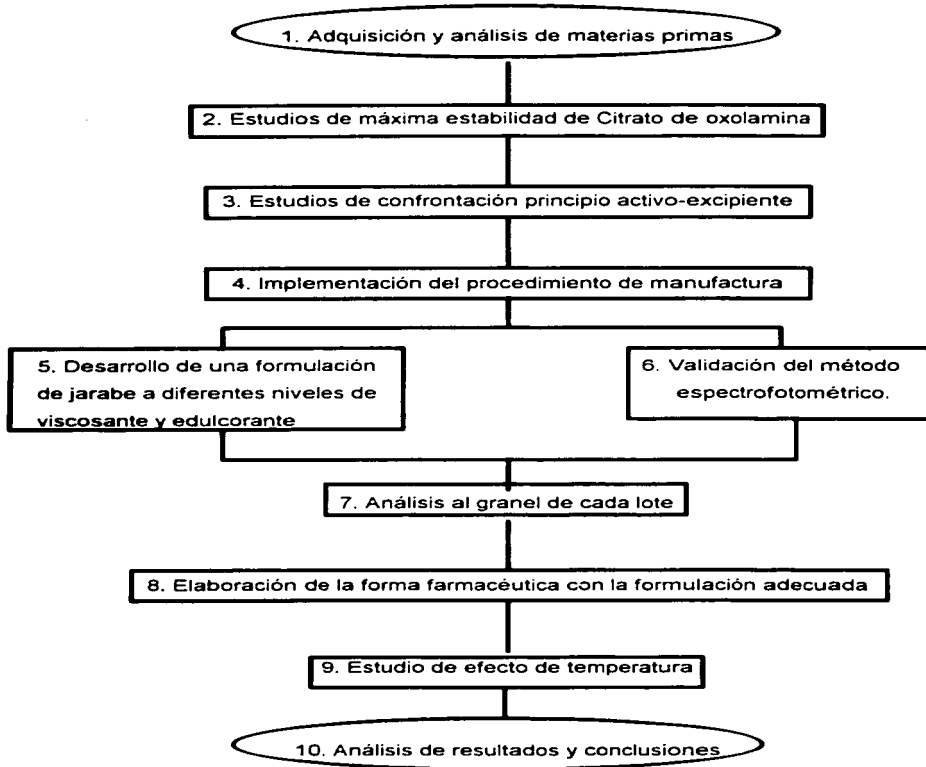 1. Adquisición y análisis de materias primas
2. Estudios de máxima estabilidad de Citrato de oxolamina
3. Estudios de confrontación principio activo-excipiente
4. Implementación del procedimiento de manufactura
5. Desarrollo de una formulación
de jarabe a diferentes niveles de
viscosante y edulcorante
6. Validación del método
espectrofotométrico.
7. Análisis al granel de cada lote
8. Elaboración de la forma farmacéutica con la formulación adecuada
9. Estudio de efecto de temperatura
10. Análisis de resultados y conclusiones